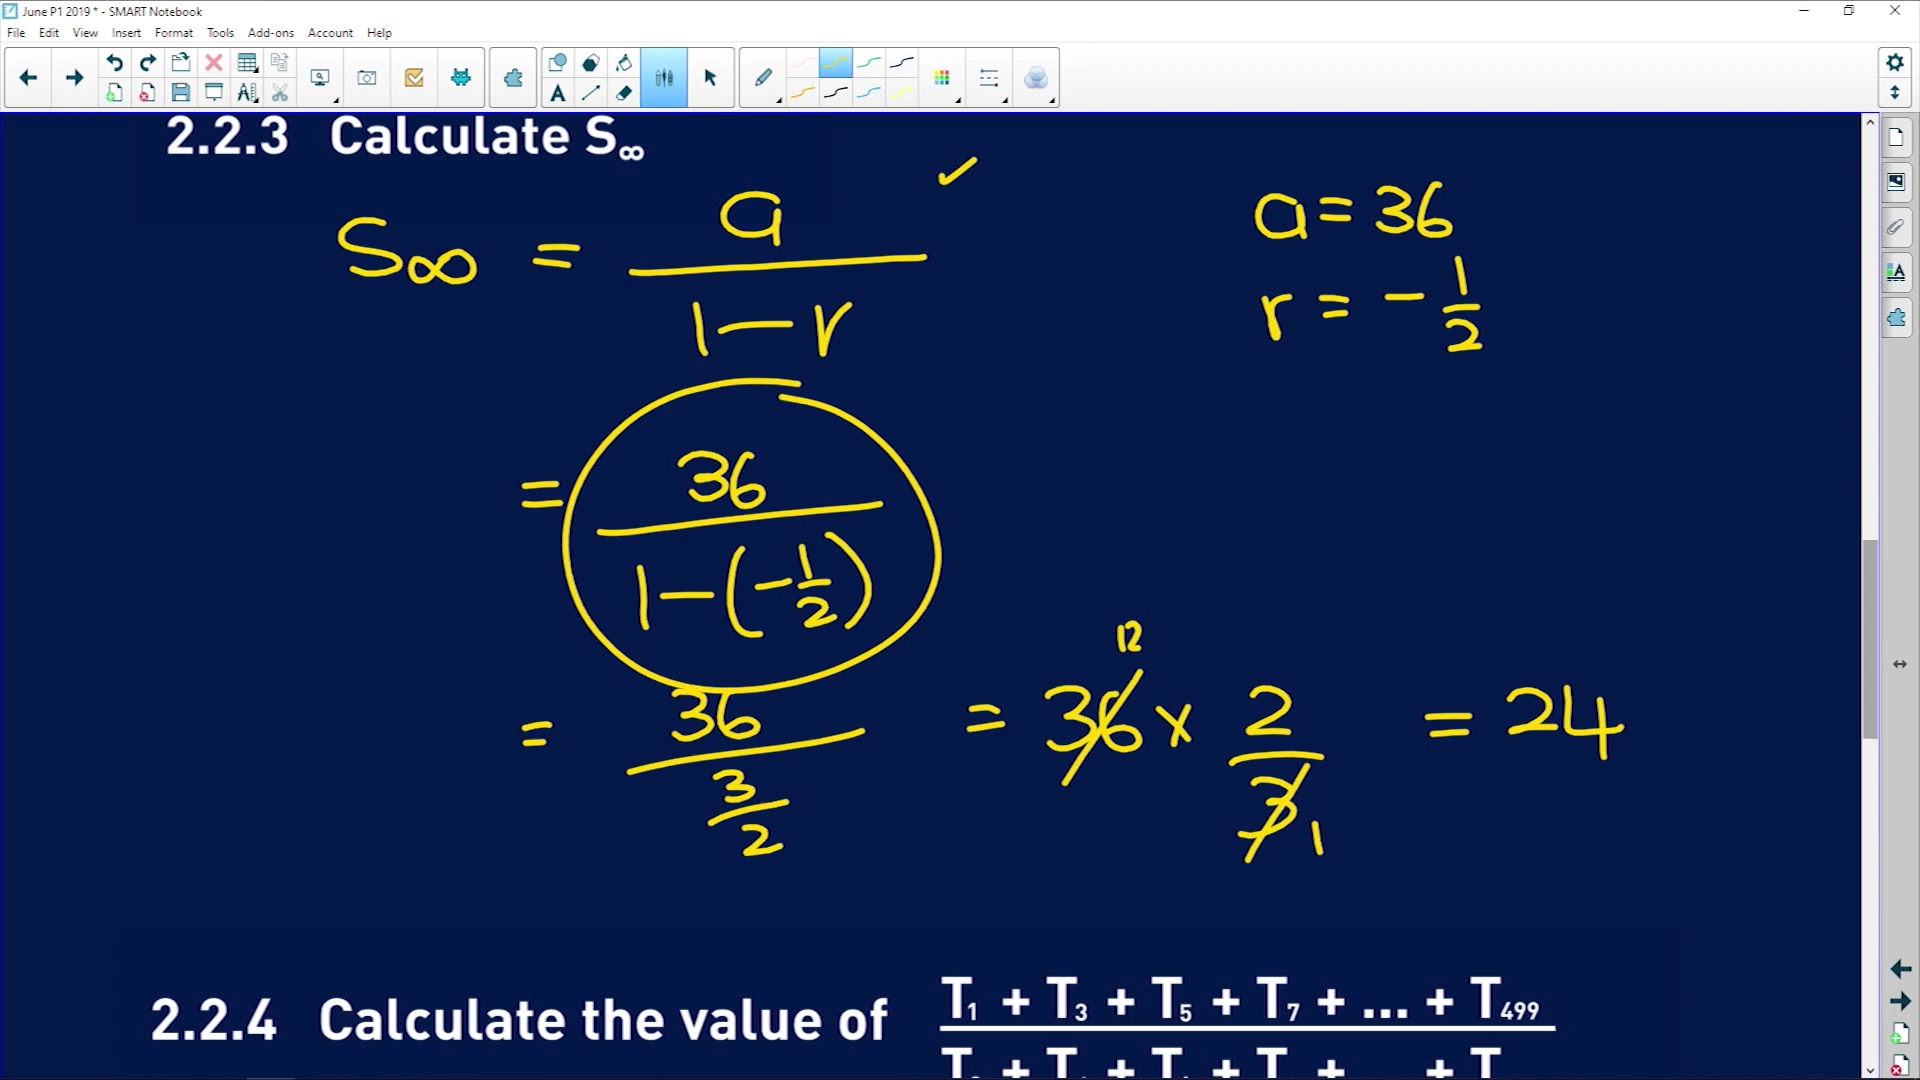 June P1 2019 * - SMART Notebook
File Edit View Insert Format Tools Add-ons Account Help
2.2.3 Calculate S∞
S∞ = a / (1 - r) ✓
a = 36
r = - 1/2
= 36 / (1 - (- 1/2))
12
= 36 / (3/2) = 36 × 2/3 = 24
1
2.2.4 Calculate the value of T1 + T3 + T5 + T7 + ... + T499